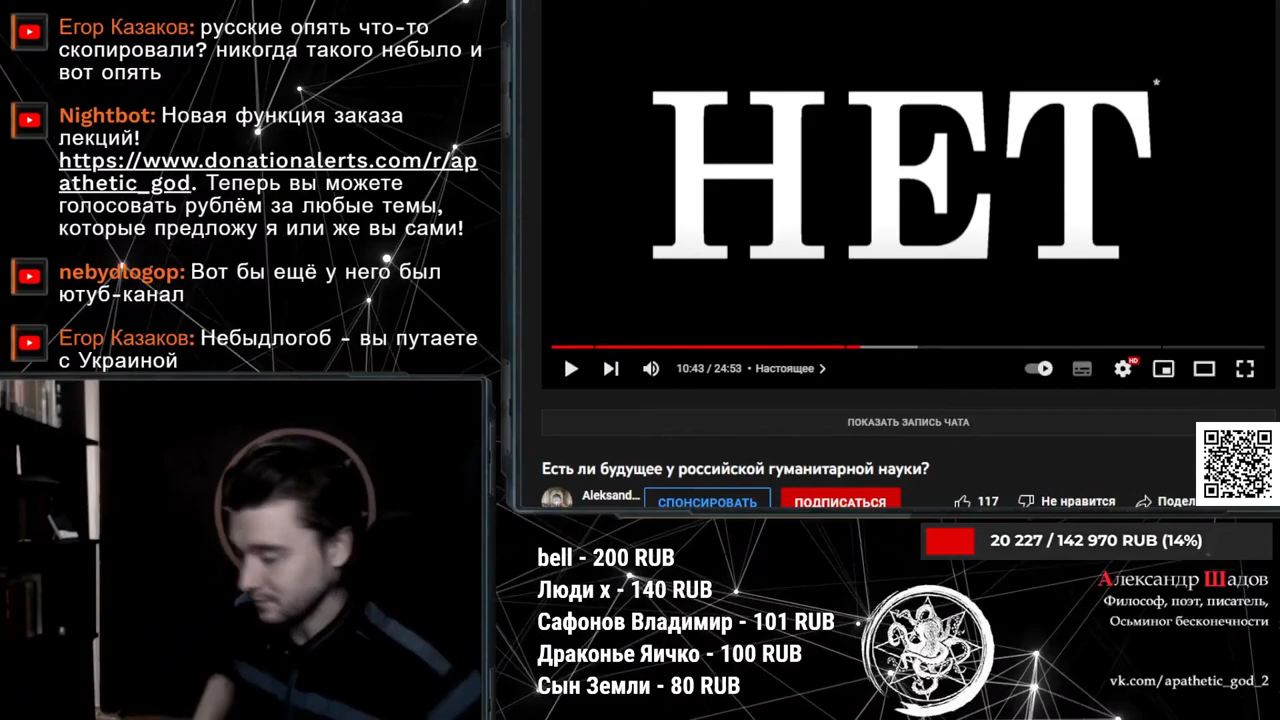 Егор Казаков: русские опять что-то
скопировали? никогда такого небыло и
вот опять
Nightbot: Новая функция заказа
лекций!
https://www.donationalerts.com/r/ap
athetic_god. Теперь вы можете
голосовать рублём за любые темы,
которые предложу я или же вы сами!
nebydlogop: Вот бы ещё у него был
ютуб-канал
Егор Казаков: Небыдлогоб - вы путаете
с Украиной
НЕТ*
10:43 / 24:53 • Настоящее
HD
ПОКАЗАТЬ ЗАПИСЬ ЧАТА
Есть ли будущее у российской гуманитарной науки?
Aleksand...
СПОНСИРОВАТЬ
ПОДПИСАТЬСЯ
117
Не нравится
Подел
20 227 / 142 970 RUB (14%)
bell - 200 RUB
Люди х - 140 RUB
Сафонов Владимир - 101 RUB
Драконье Яичко - 100 RUB
Сын Земли - 80 RUB
Александр Шадов
Философ, поэт, писатель,
Осьминог бесконечности
vk.com/apathetic_god_2